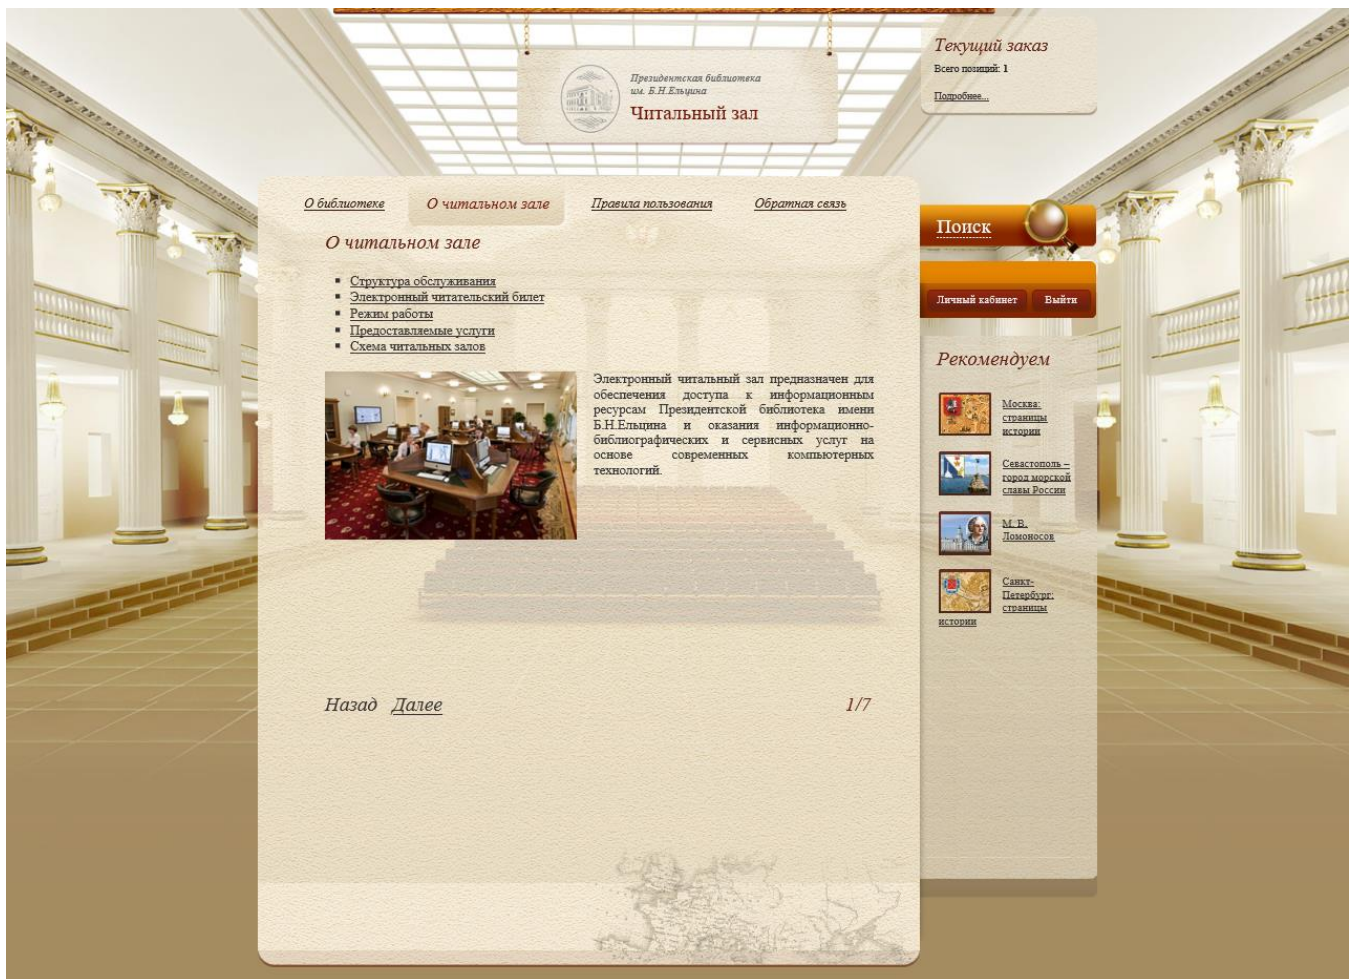 Президентская библиотека
им. Б.Н.Ельцина
Читальный зал
Текущий заказ
Всего позиций: 1
Подробнее...
О библиотеке О читальном зале Правила пользования Обратная связь
О читальном зале
Структура обслуживания
Электронный читательский билет
Режим работы
Предоставляемые услуги
Схема читальных залов
Электронный читальный зал предназначен для
обеспечения доступа к информационным
ресурсам Президентской библиотека имени
Б.Н.Ельцина и оказания информационно-
библиографических и сервисных услуг на
основе современных компьютерных
технологий.
Назад Далее 1/7
Поиск
Личный кабинет Выйти
Рекомендуем
Москва:
страницы
истории
Севастополь –
город морской
славы России
М. В.
Ломоносов
Санкт-
Петербург:
страницы
истории